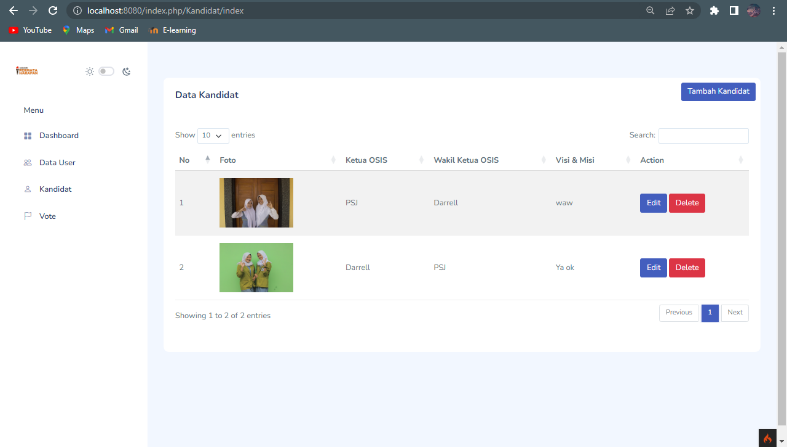 localhost:8080/index.php/Kandidat/index
YouTube Maps Gmail E-learning
Menu
Dashboard
Data User
Kandidat
Vote
Data Kandidat
Tambah Kandidat
Show 10 entries
Search:
No Foto Ketua OSIS Wakil Ketua OSIS Visi & Misi Action
1 PSJ Darrell waw Edit Delete
2 Darrell PSJ Ya ok Edit Delete
Showing 1 to 2 of 2 entries
Previous 1 Next